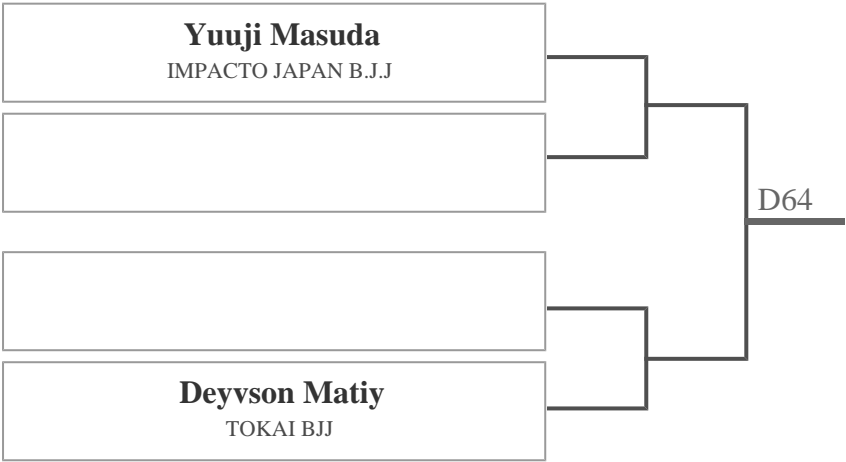 Yuuji Masuda
IMPACTO JAPAN B.J.J
D64
Deyvson Matiy
TOKAI BJJ